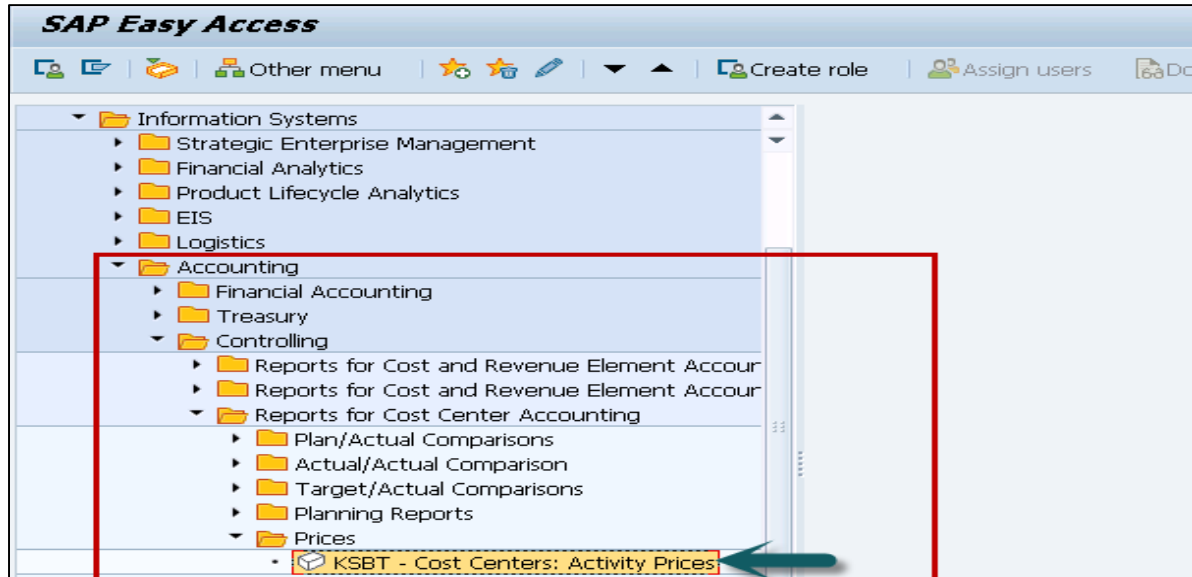 SAP Easy Access
Other menu Create role Assign users Do
Information Systems
Strategic Enterprise Management
Financial Analytics
Product Lifecycle Analytics
EIS
Logistics
Accounting
Financial Accounting
Treasury
Controlling
Reports for Cost and Revenue Element Accour
Reports for Cost and Revenue Element Accour
Reports for Cost Center Accounting
Plan/Actual Comparisons
Actual/Actual Comparison
Target/Actual Comparisons
Planning Reports
Prices
KSBT - Cost Centers: Activity Prices